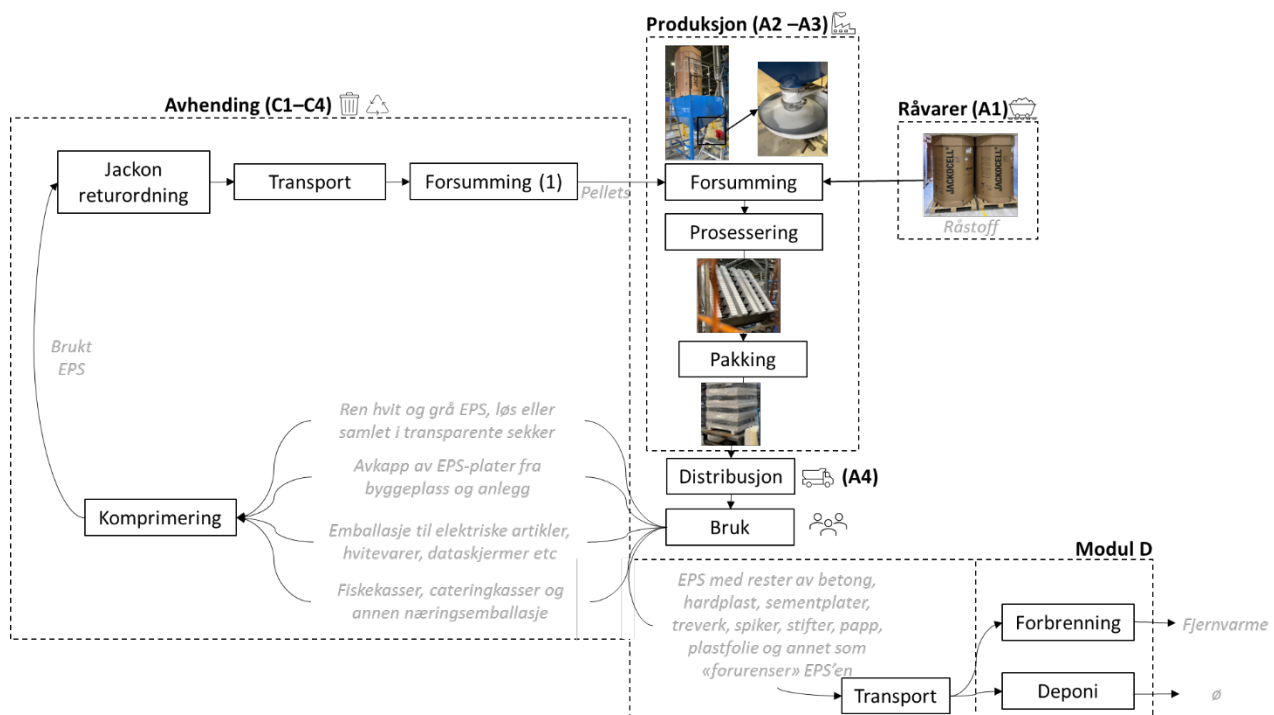 Produksjon (A2 –A3)
Avhending (C1–C4)
Råvarer (A1)
Jackon
returordning
Transport
Forsumming (1)
Pellets
Forsumming
JACKOCELL
JACKOCELL
Råstoff
Prosessering
Pakking
Brukt
EPS
Ren hvit og grå EPS, løs eller
samlet i transparente sekker
Avkapp av EPS-plater fra
byggeplass og anlegg
Emballasje til elektriske artikler,
hvitevarer, dataskjermer etc
Fiskekasser, cateringkasser og
annen næringsemballasje
Komprimering
Distribusjon
(A4)
Bruk
Modul D
EPS med rester av betong,
hardplast, sementplater,
treverk, spiker, stifter, papp,
plastfolie og annet som
«forurenser» EPS'en
Transport
Forbrenning
Fjernvarme
Deponi
ø